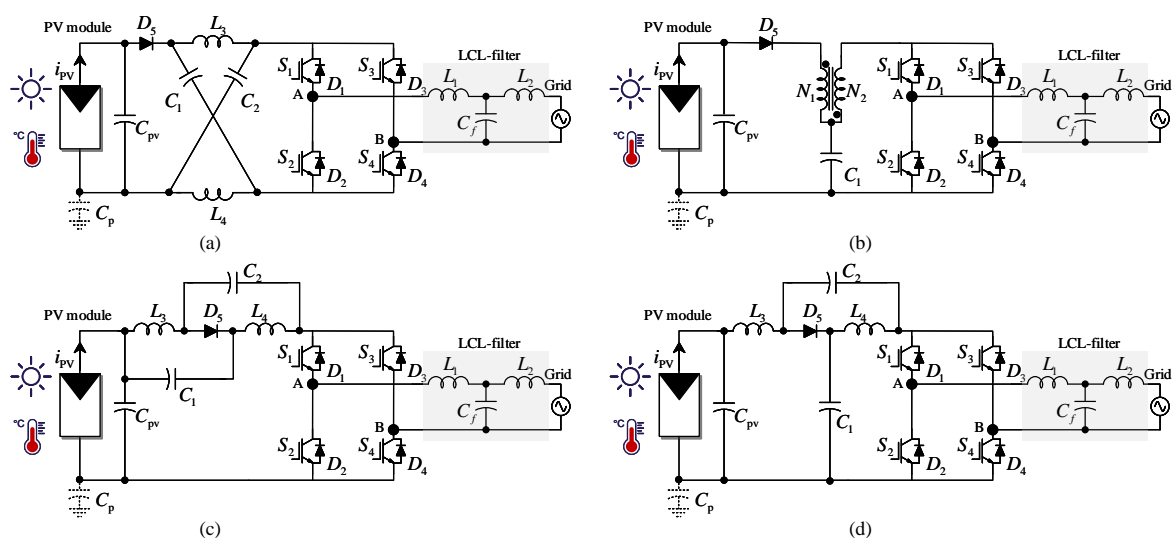 PV module D5 L3
LCL-filter
iPV
S1 S3
L1 L2 Grid
C1 C2
A D1 D3
°C
Cpv
Cf
B
S2 S4
D2 D4
L4
Cp
(a)
PV module D5
LCL-filter
iPV
S1 S3
L1 L2 Grid
N1 N2
A D1 D3
°C
Cpv
Cf
B
S2 S4
C1
D2 D4
Cp
(b)
C2
PV module L3 D5 L4
LCL-filter
iPV
S1 S3
L1 L2 Grid
A D1 D3
C1
°C
Cpv
Cf
B
S2 S4
D2 D4
Cp
(c)
C2
PV module L3 D5 L4
LCL-filter
iPV
S1 S3
L1 L2 Grid
A D1 D3
°C
Cpv C1
Cf
B
S2 S4
D2 D4
Cp
(d)